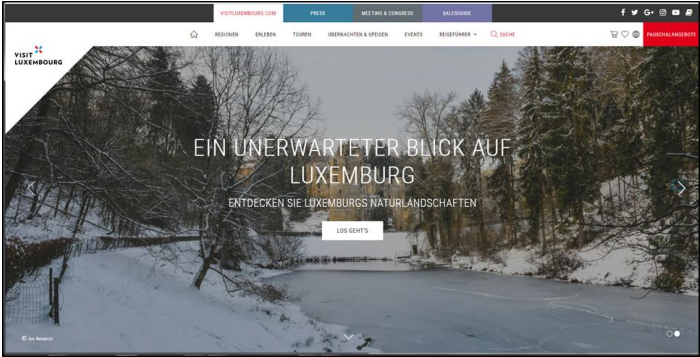 VISITLUXEMBOURG.COM
PRESS
MEETING & CONGRESS
SALESGUIDE
G+
REGIONEN
ERLEBEN
TOUREN
ÜBERNACHTEN & SPEISEN
EVENTS
REISEFÜHRER
SUCHE
PAUSCHALANGEBOTE
VISIT
LUXEMBOURG
EIN UNERWARTETER BLICK AUF
LUXEMBURG
ENTDECKEN SIE LUXEMBURGS NATURLANDSCHAFTEN
LOS GEHT'S